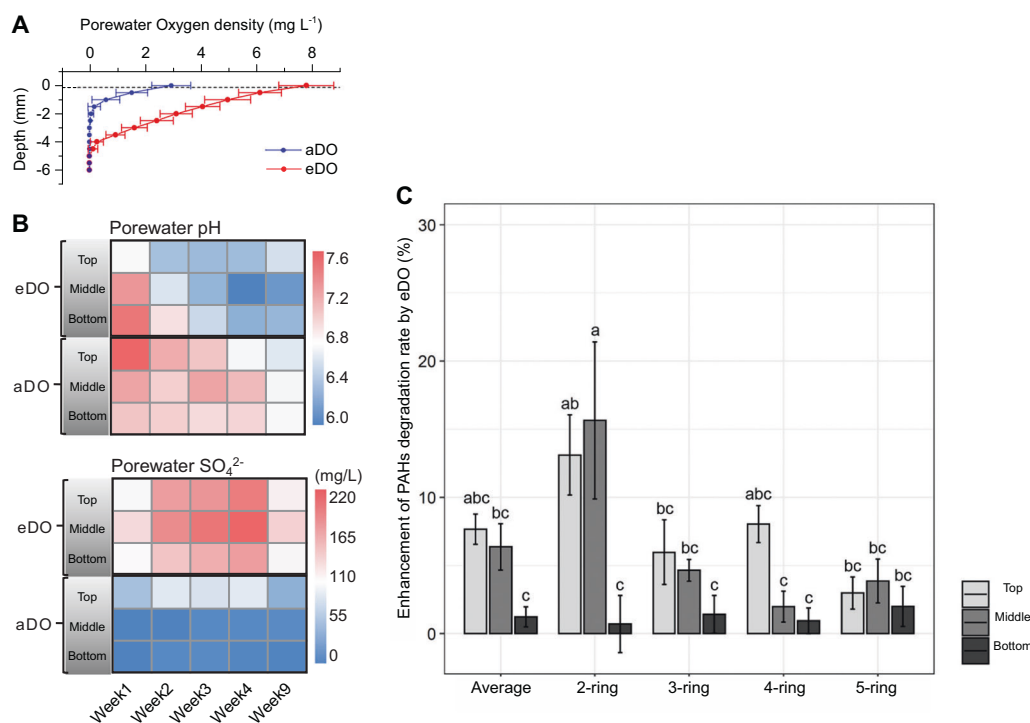 A
Porewater Oxygen density (mg L⁻¹)
0 2 4 6 8
Depth (mm)
0
-2
-4
-6
aDO
eDO
B
Porewater pH
eDO
Top
Middle
Bottom
aDO
Top
Middle
Bottom
7.6
7.2
6.8
6.4
6.0
Porewater SO₄²⁻
(mg/L)
eDO
Top
Middle
Bottom
aDO
Top
Middle
Bottom
220
165
110
55
0
Week1 Week2 Week3 Week4 Week9
C
Enhancement of PAHs degradation rate by eDO (%)
30
20
10
0
abc bc c
ab a c
bc bc c
abc c c
bc bc c
Average 2-ring 3-ring 4-ring 5-ring
Top
Middle
Bottom